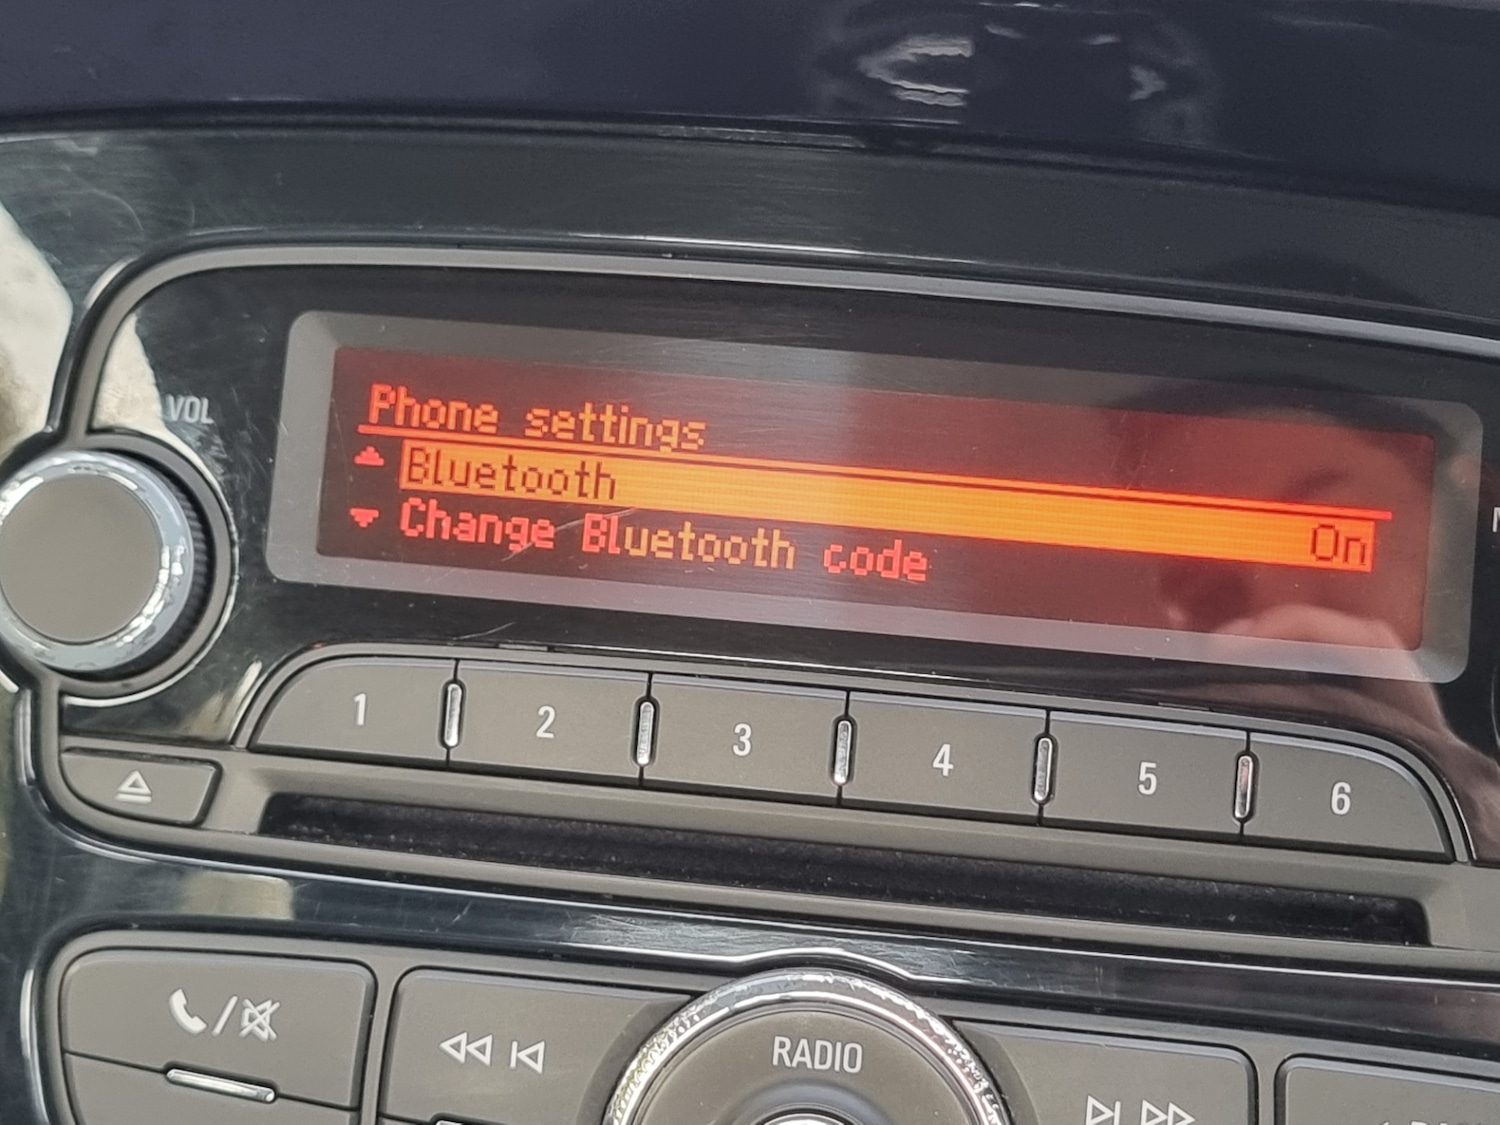 VOL
Phone settings
Bluetooth On
Change Bluetooth code
1 2 3 4 5 6
RADIO